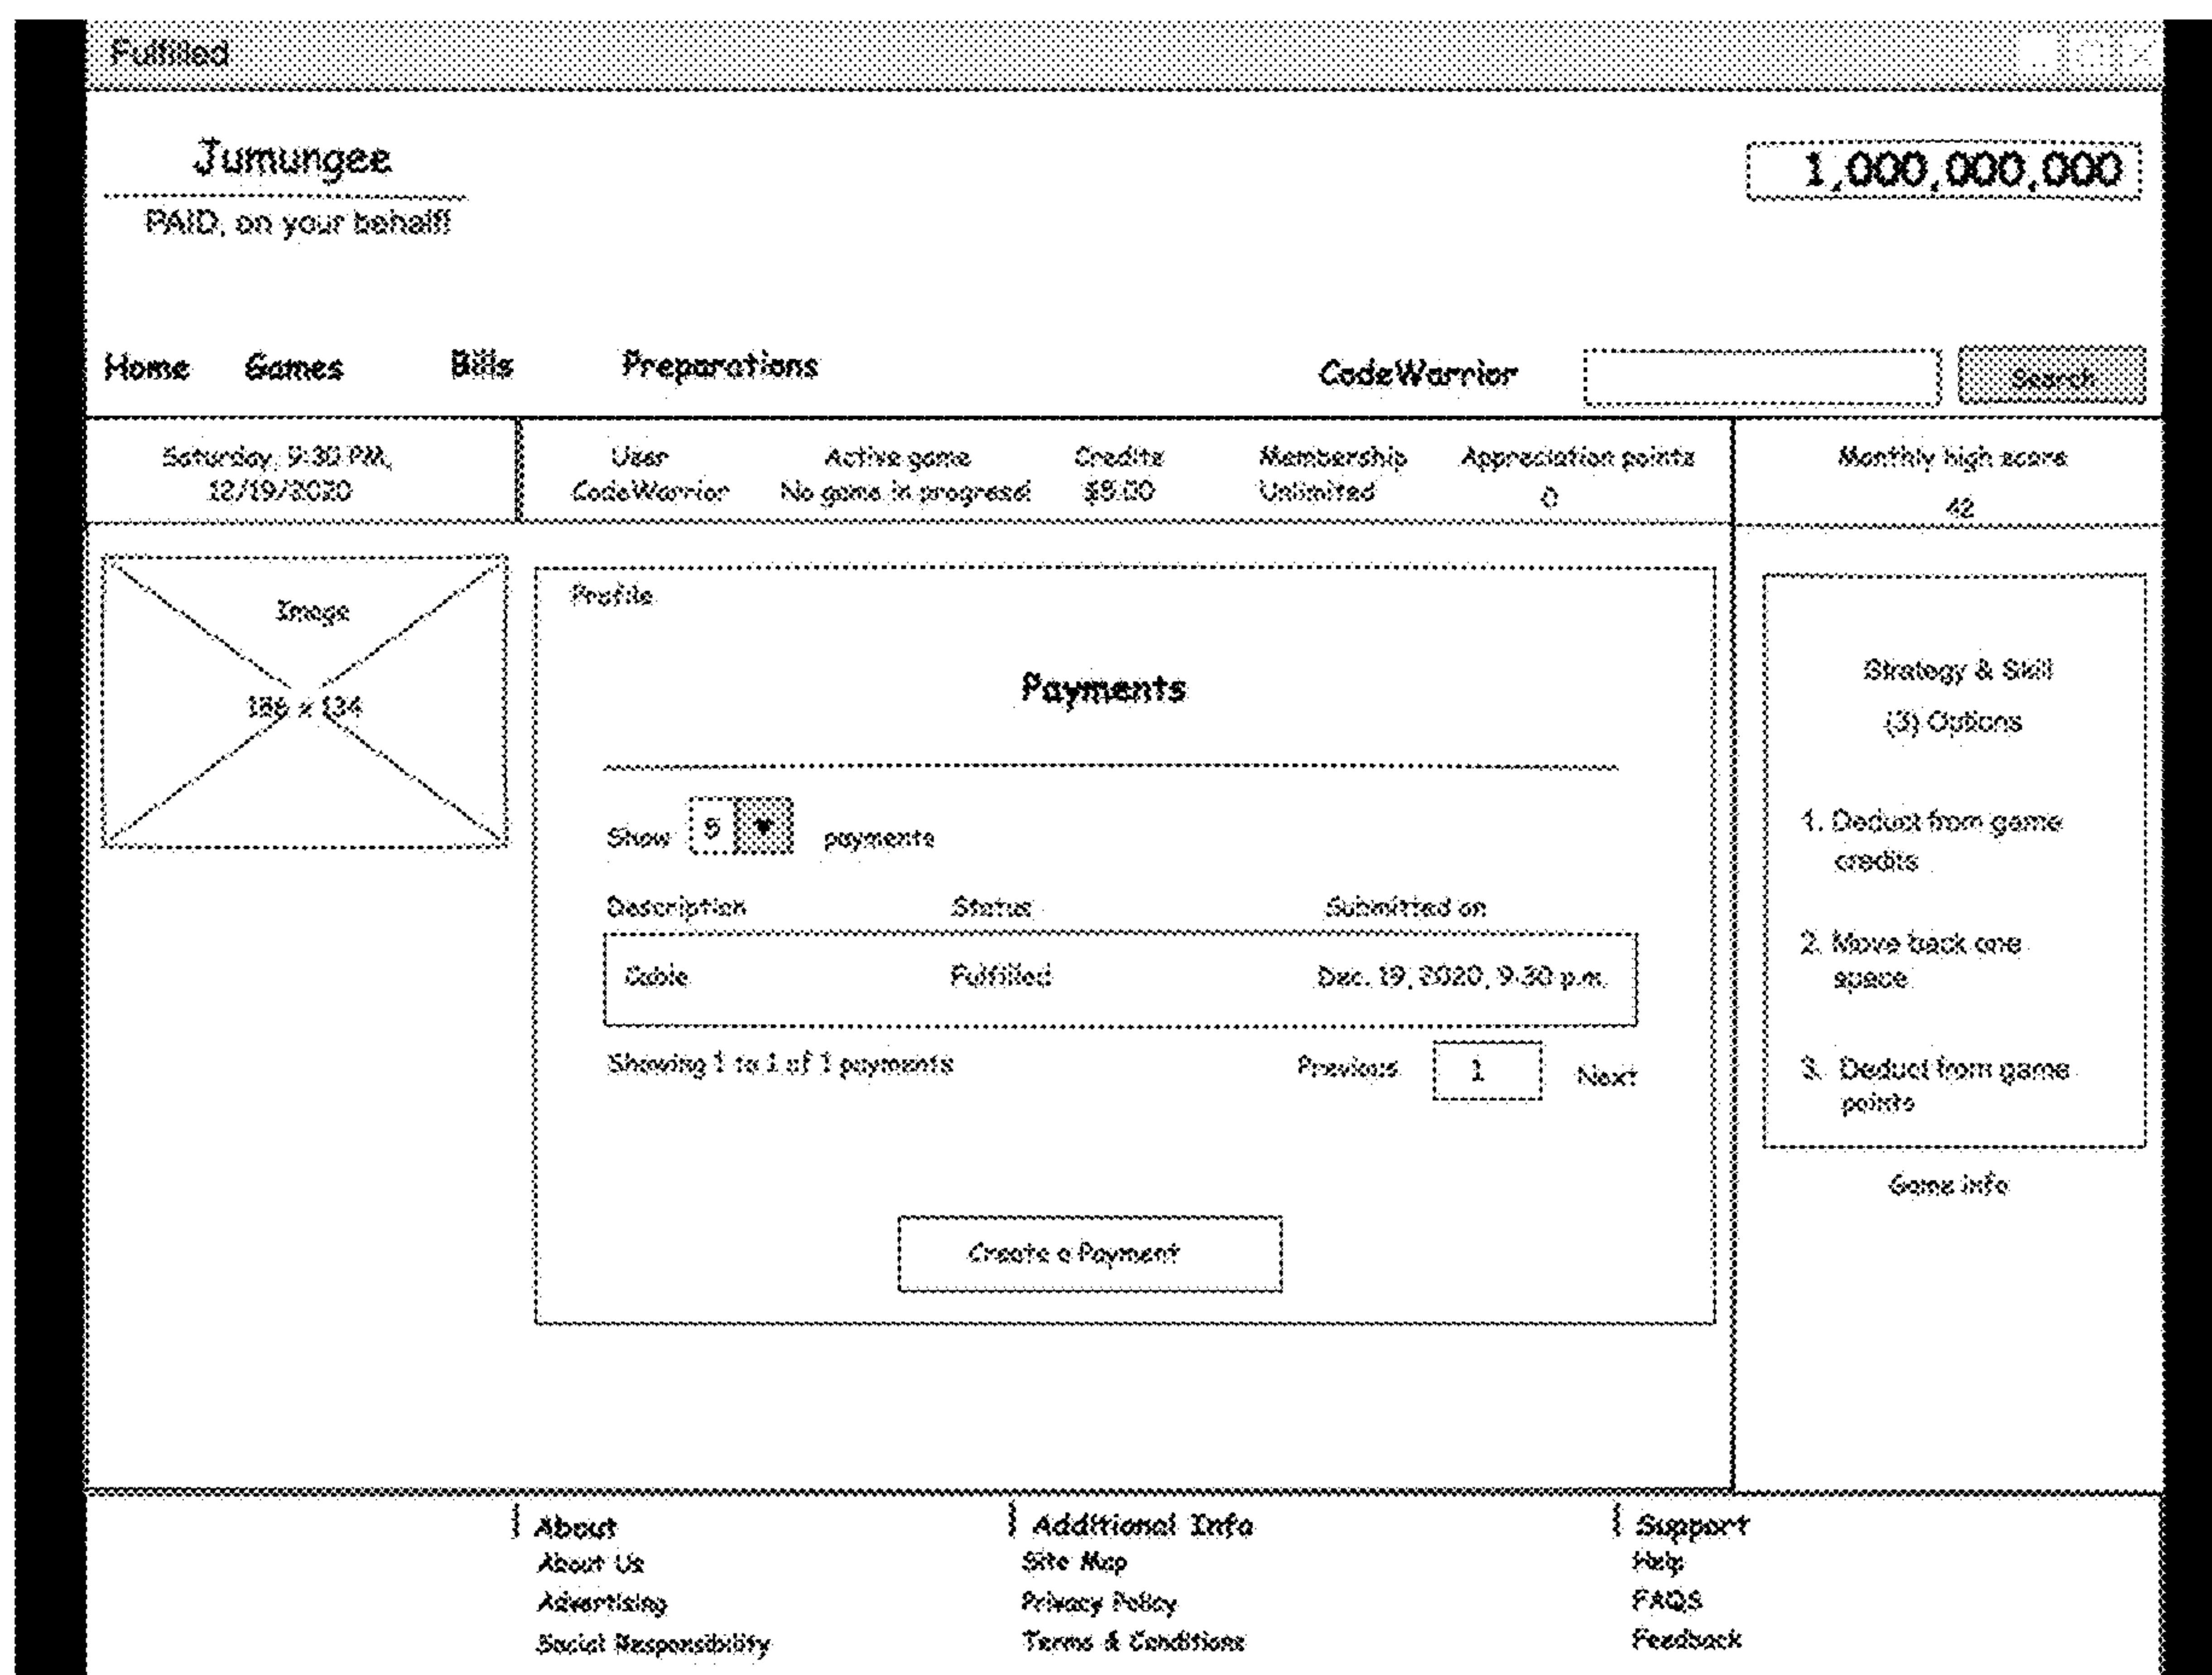 Fulfilled
Jumungee
1,000,000,000
PAID, on your behalf!
Home Games Bills Preparations CodeWarrior Search
Saturday, 9:30 PM,
12/19/2020
User Active game Credits Membership Appreciation points
CodeWarrior No game in progress! Unlimited 0
Monthly high score
42
Image
186 x 134
Profile
Payments
Show 5 payments
Description Status Submitted on
Cable Fulfilled Dec. 19, 2020, 9:30 p.m.
Showing 1 to 1 of 1 payments Previous 1 Next
Create a Payment
Strategy & Skill
(3) Options
1. Deduct from game
credits
2. Move back one
space
3. Deduct from game
points
Game info
About
About Us
Advertising
Social Responsibility
Additional Info
Site Map
Privacy Policy
Terms & Conditions
Support
Help
FAQS
Feedback